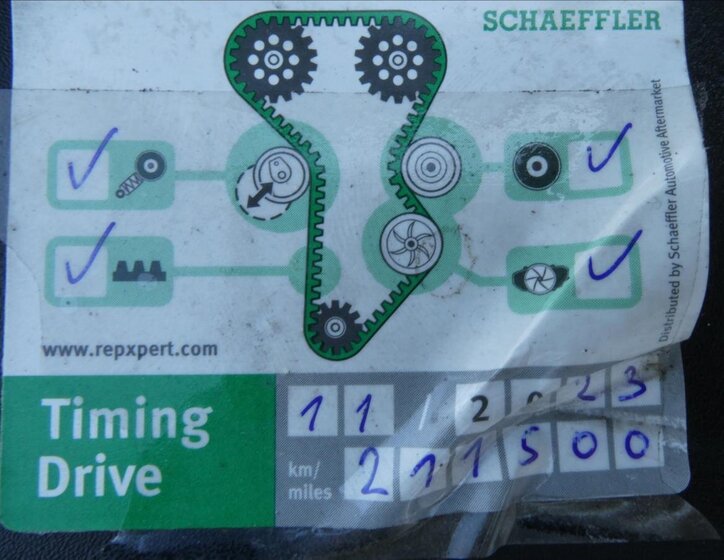 SCHAEFFLER
Distributed by Schaeffler Automotive Aftermarket
www.repxpert.com
Timing
Drive
11 / 2023
km/
miles
211500